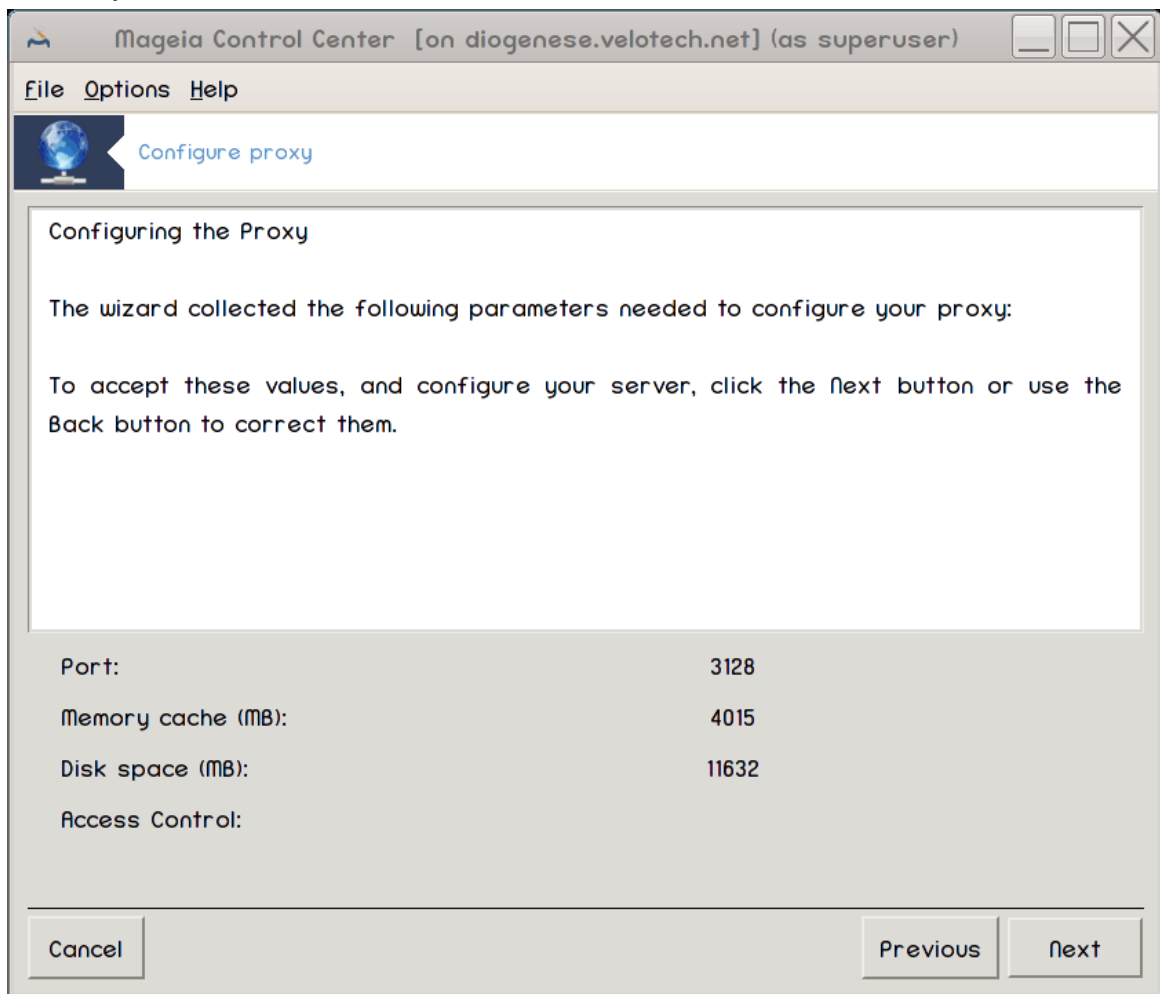 Mageia Control Center [on diogenese.velotech.net] (as superuser)
File Options Help
Configure proxy
Configuring the Proxy
The wizard collected the following parameters needed to configure your proxy:
To accept these values, and configure your server, click the Next button or use the
Back button to correct them.
Port: 3128
Memory cache (MB): 4015
Disk space (MB): 11632
Access Control:
Cancel Previous Next